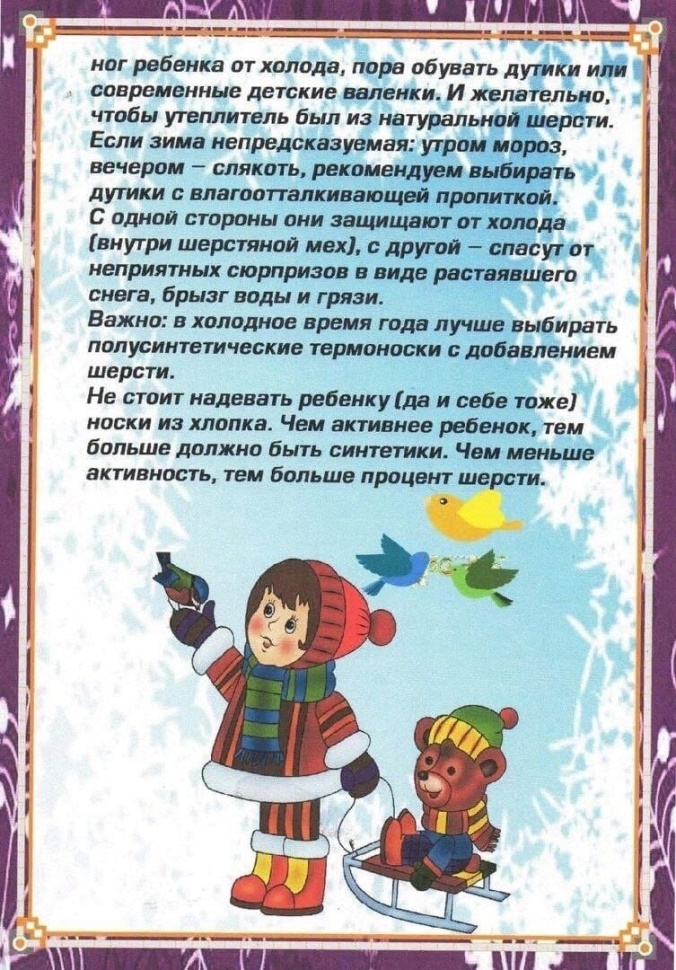 ног ребенка от холода, пора обувать дутики или
современные детские валенки. И желательно,
чтобы утеплитель был из натуральной шерсти.
Если зима непредсказуемая: утром мороз,
вечером – слякоть, рекомендуем выбирать
дутики с влагоотталкивающей пропиткой.
С одной стороны они защищают от холода
(внутри шерстяной мех), с другой – спасут от
неприятных сюрпризов в виде растаявшего
снега, брызг воды и грязи.
Важно: в холодное время года лучше выбирать
полусинтетические термоноски с добавлением
шерсти.
Не стоит надевать ребенку (да и себе тоже)
носки из хлопка. Чем активнее ребенок, тем
больше должно быть синтетики. Чем меньше
активность, тем больше процент шерсти.